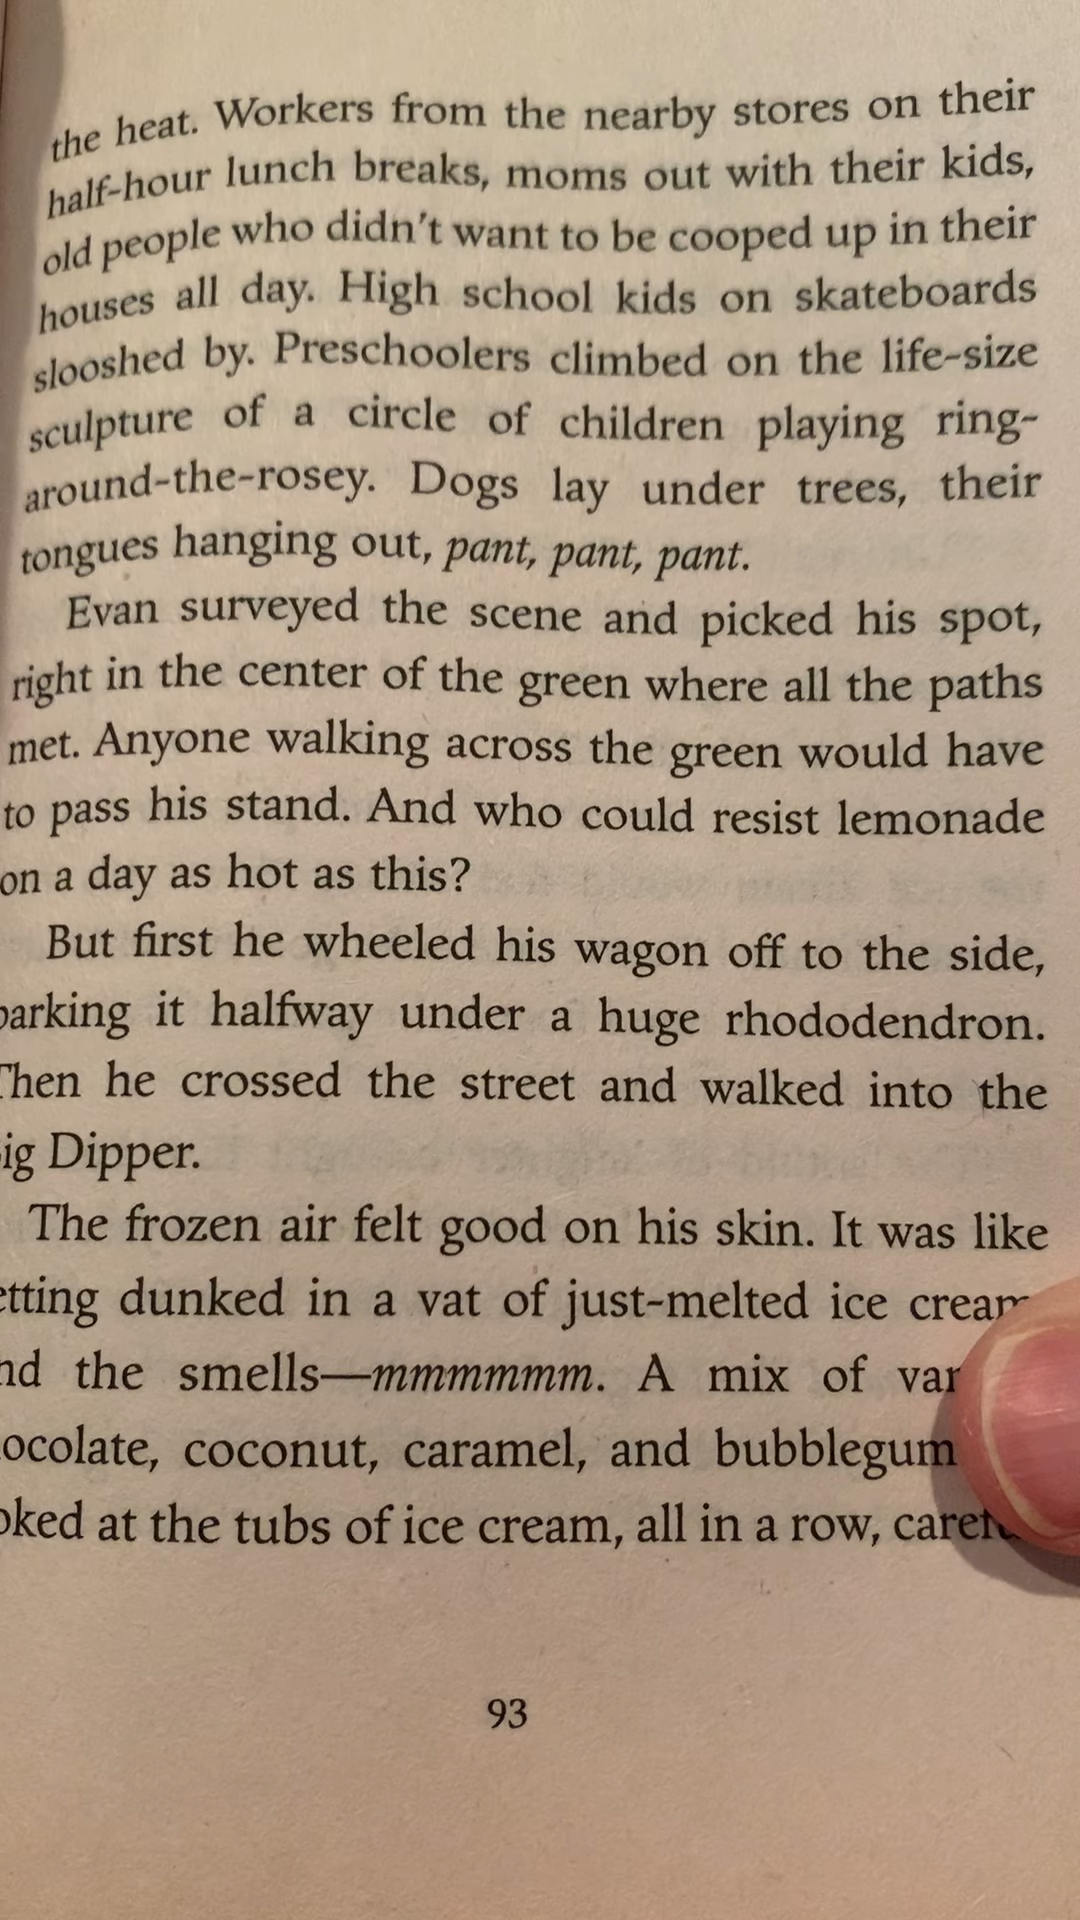 the heat. Workers from the nearby stores on their
half-hour lunch breaks, moms out with their kids,
old people who didn't want to be cooped up in their
houses all day. High school kids on skateboards
slooshed by. Preschoolers climbed on the life-size
sculpture of a circle of children playing ring-
around-the-rosey. Dogs lay under trees, their
tongues hanging out, pant, pant, pant.
Evan surveyed the scene and picked his spot,
right in the center of the green where all the paths
met. Anyone walking across the green would have
to pass his stand. And who could resist lemonade
on a day as hot as this?
But first he wheeled his wagon off to the side,
parking it halfway under a huge rhododendron.
Then he crossed the street and walked into the
Dipper.
The frozen air felt good on his skin. It was like
dunked in a vat of just-melted ice cream
the smells—mmmmmm. A mix of
coconut, caramel, and bubblegum
at the tubs of ice cream, all in a row,
93